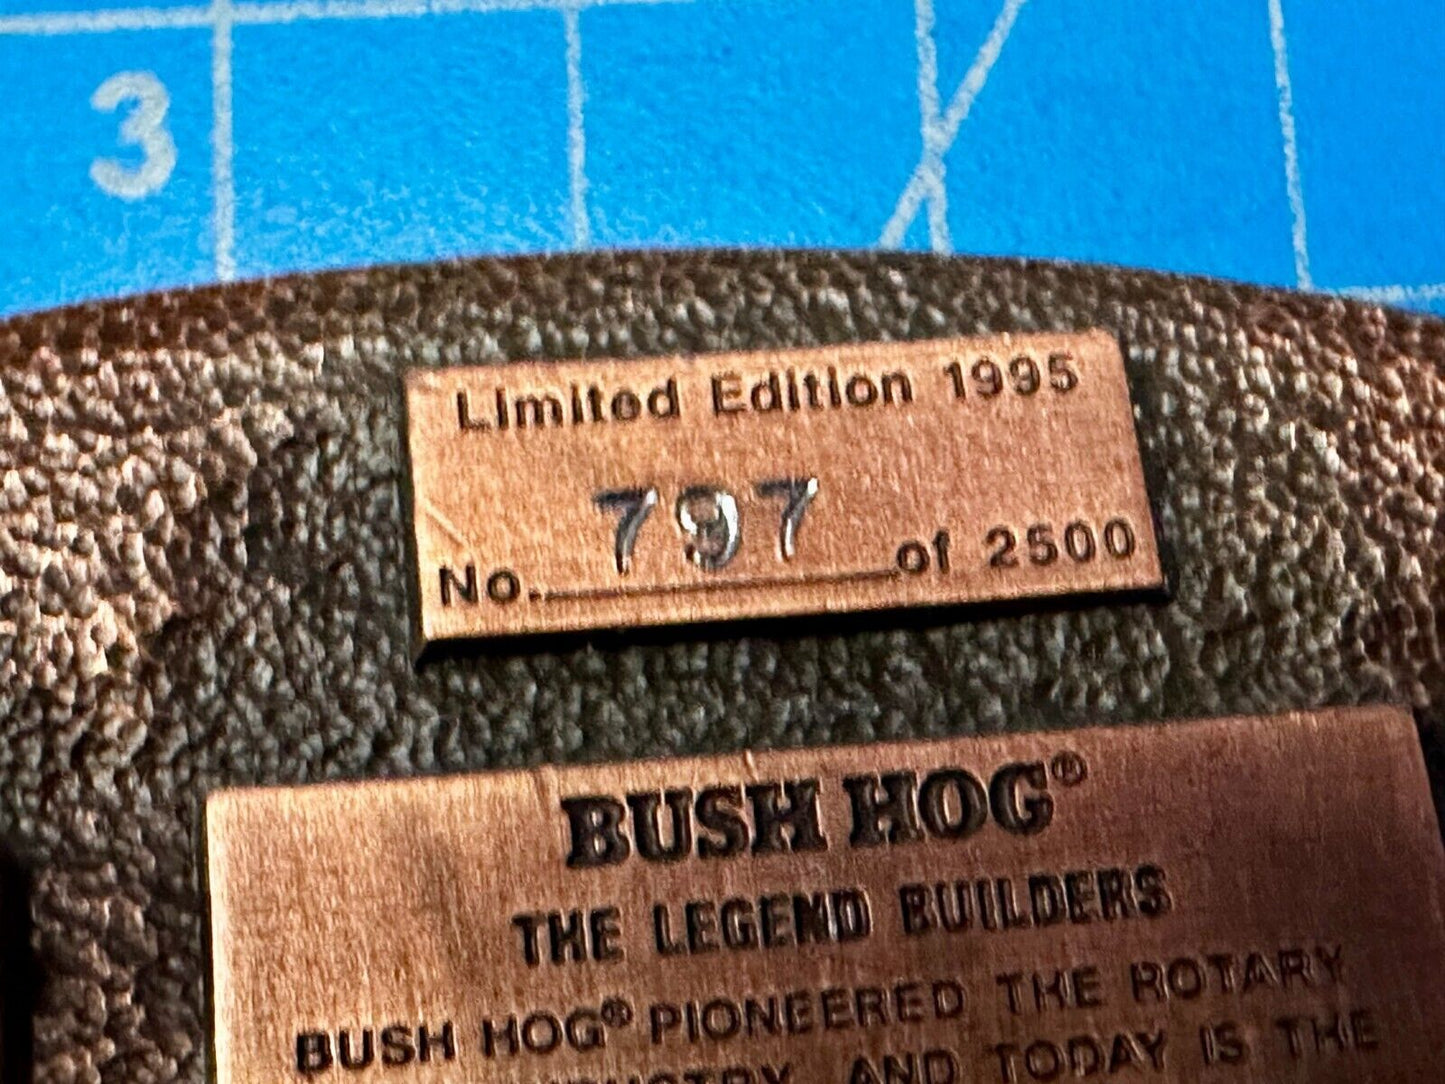 3
Limited Edition 1995
797
No. of 2500
BUSH HOG®
THE LEGEND BUILDERS
BUSH HOG® PIONEERED THE ROTARY
AND TODAY IS THE